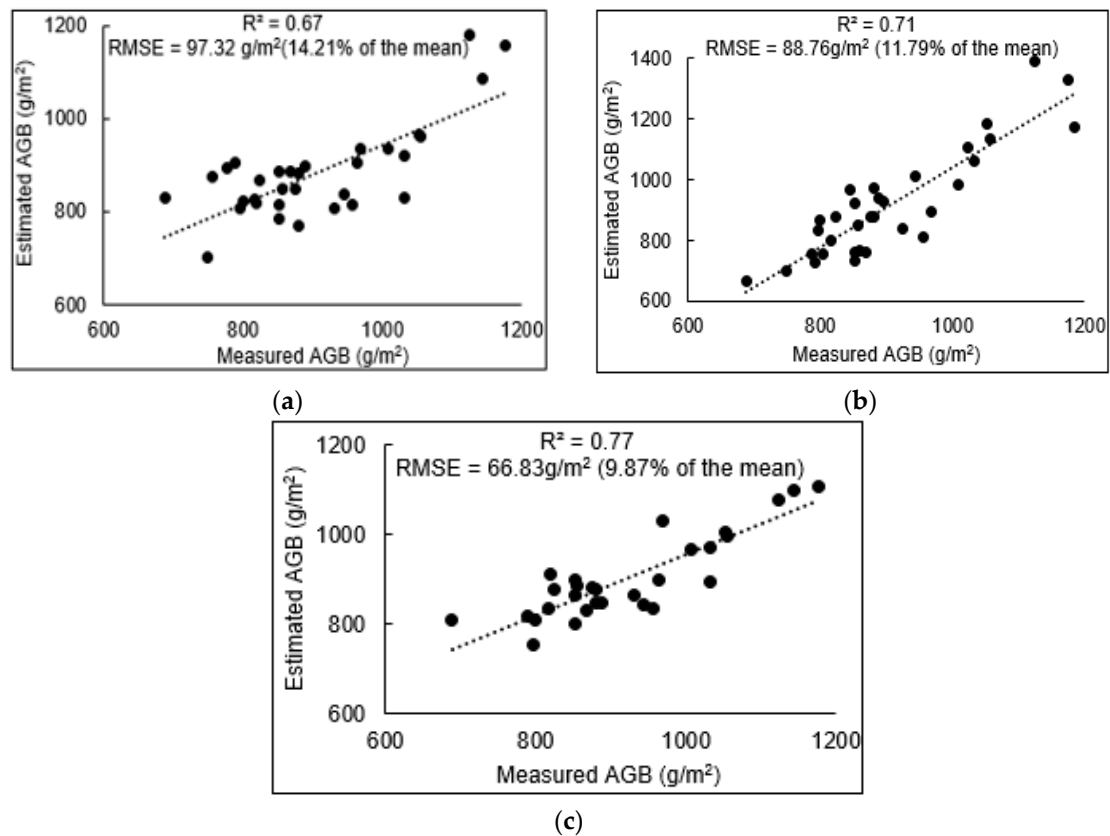 R² = 0.67
RMSE = 97.32 g/m²(14.21% of the mean)
Estimated AGB (g/m²)
1200
1000
800
600
600 800 1000 1200
Measured AGB (g/m²)
(a)
R² = 0.71
RMSE = 88.76g/m² (11.79% of the mean)
Estimated AGB (g/m²)
1400
1200
1000
800
600
600 800 1000 1200
Measured AGB (g/m²)
(b)
R² = 0.77
RMSE = 66.83g/m² (9.87% of the mean)
Estimated AGB (g/m²)
1200
1000
800
600
600 800 1000 1200
Measured AGB (g/m²)
(c)